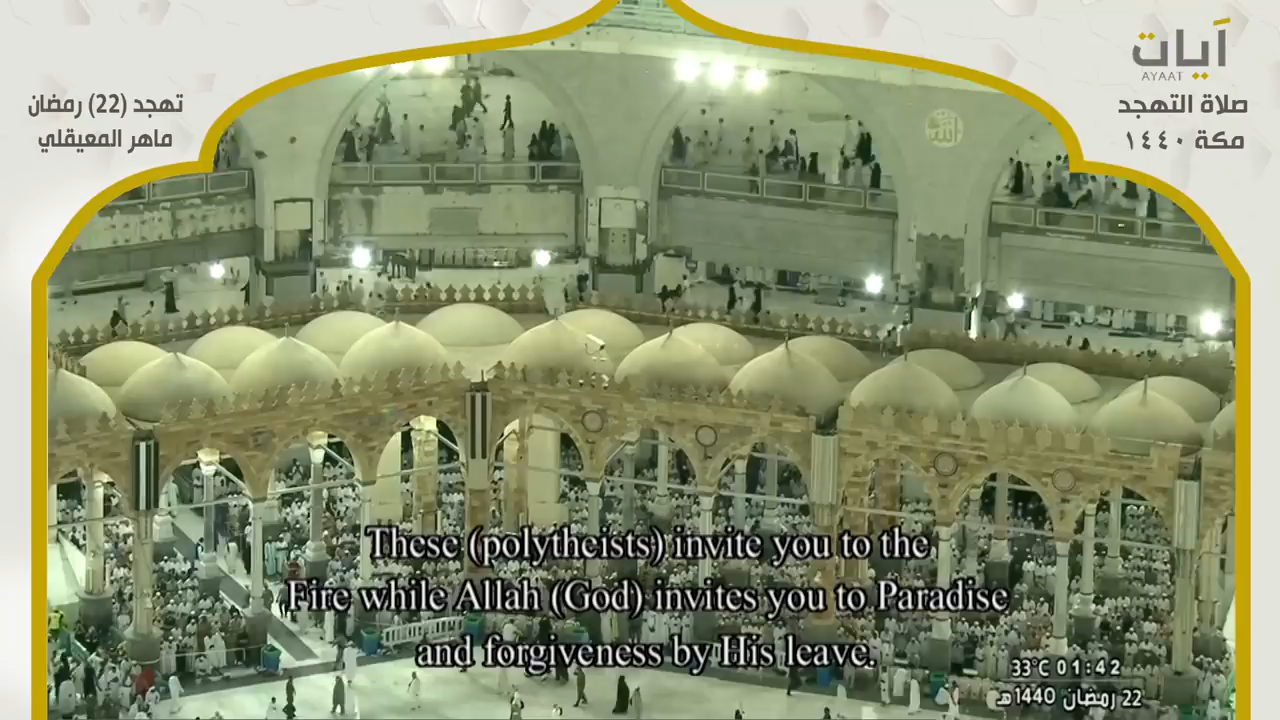 آيات
AYAAT
صلاة التهجد
مكة ١٤٤٠
تهجد (22) رمضان
ماهر المعيقلي
These (polytheists) invite you to the
Fire while Allah (God) invites you to Paradise
and forgiveness by His leave.
33°C 01:42
22 رمضان 1440هـ